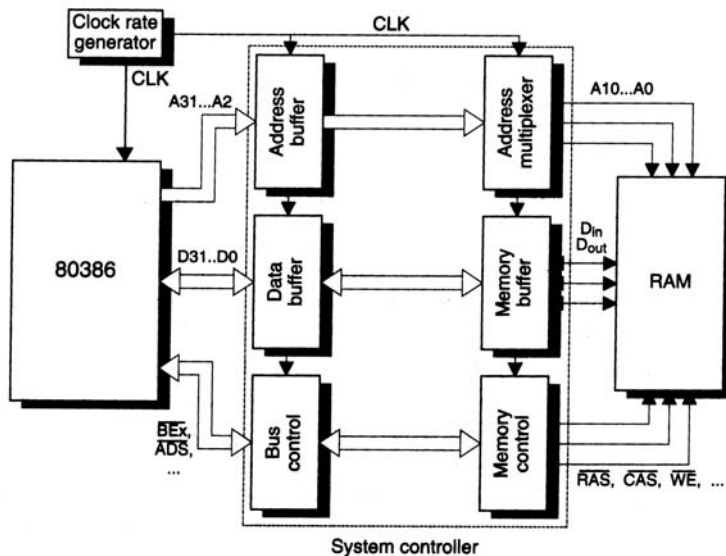 Clock rate
generator
CLK
CLK
A31...A2
Address
buffer
Address
multiplexer
A10...A0
80386
D31..D0
Data
buffer
Memory
buffer
Din
Dout
RAM
BEx,
ADS,
...
Bus
control
Memory
control
RAS, CAS, WE, ...
System controller